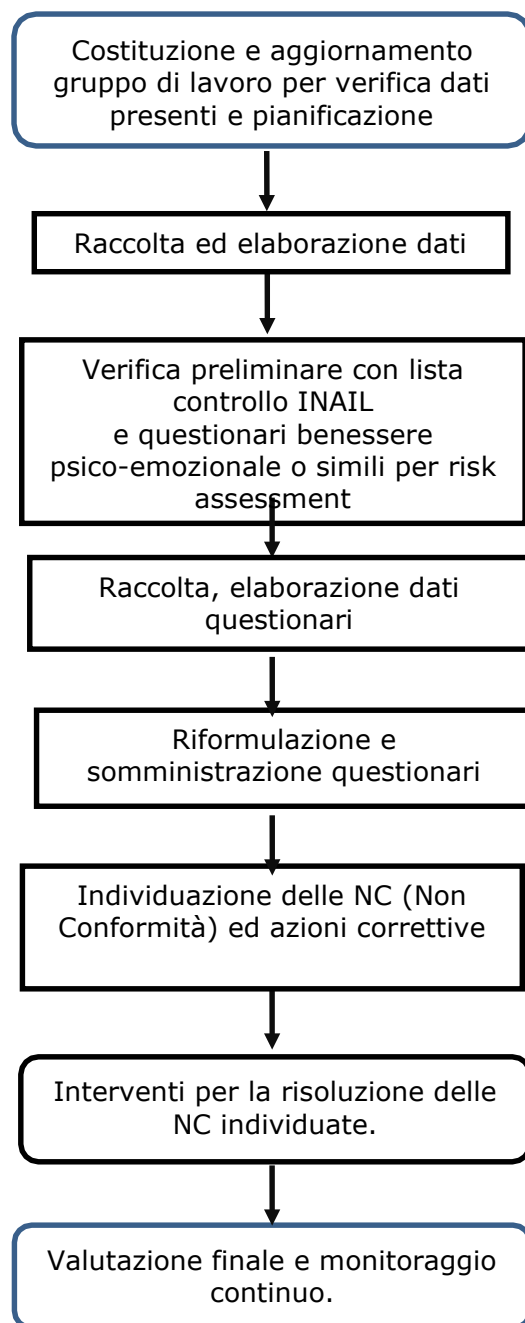 Costituzione e aggiornamento
gruppo di lavoro per verifica dati
presenti e pianificazione
Raccolta ed elaborazione dati
Verifica preliminare con lista
controllo INAIL
e questionari benessere
psico-emozionale o simili per risk
assessment
Raccolta, elaborazione dati
questionari
Riformulazione e
somministrazione questionari
Individuazione delle NC (Non
Conformità) ed azioni correttive
Interventi per la risoluzione delle
NC individuate.
Valutazione finale e monitoraggio
continuo.